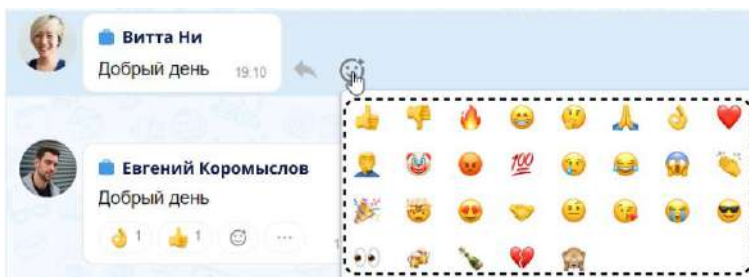 Витта Ни
Добрый день 19:10
Евгений Коромыслов
Добрый день
1 1